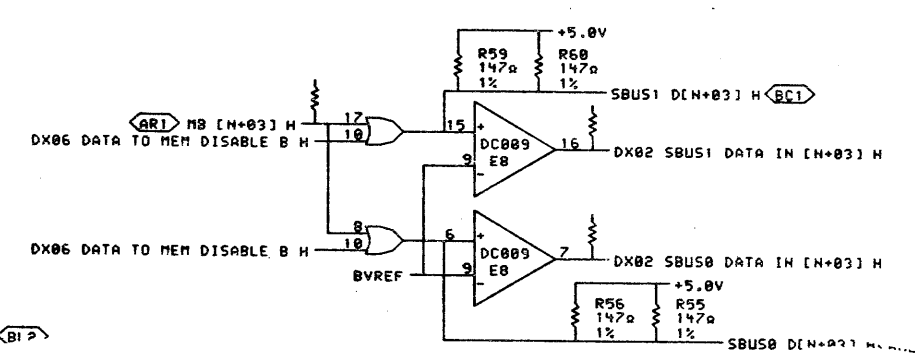 +5.0V
R59 R60
147Ω 147Ω
1% 1%
SBUS1 D[N+03] H BC1
AR1 MB [N+03] H 17
DX06 DATA TO MEM DISABLE B H 10
15 +
DC009
E8
16 DX02 SBUS1 DATA IN [N+03] H
9 -
8
DX06 DATA TO MEM DISABLE B H 10
6 +
DC009
E8
7 DX02 SBUS0 DATA IN [N+03] H
BVREF 9 -
+5.0V
R56 R55
147Ω 147Ω
1% 1%
SBUS0 D[N+03] H